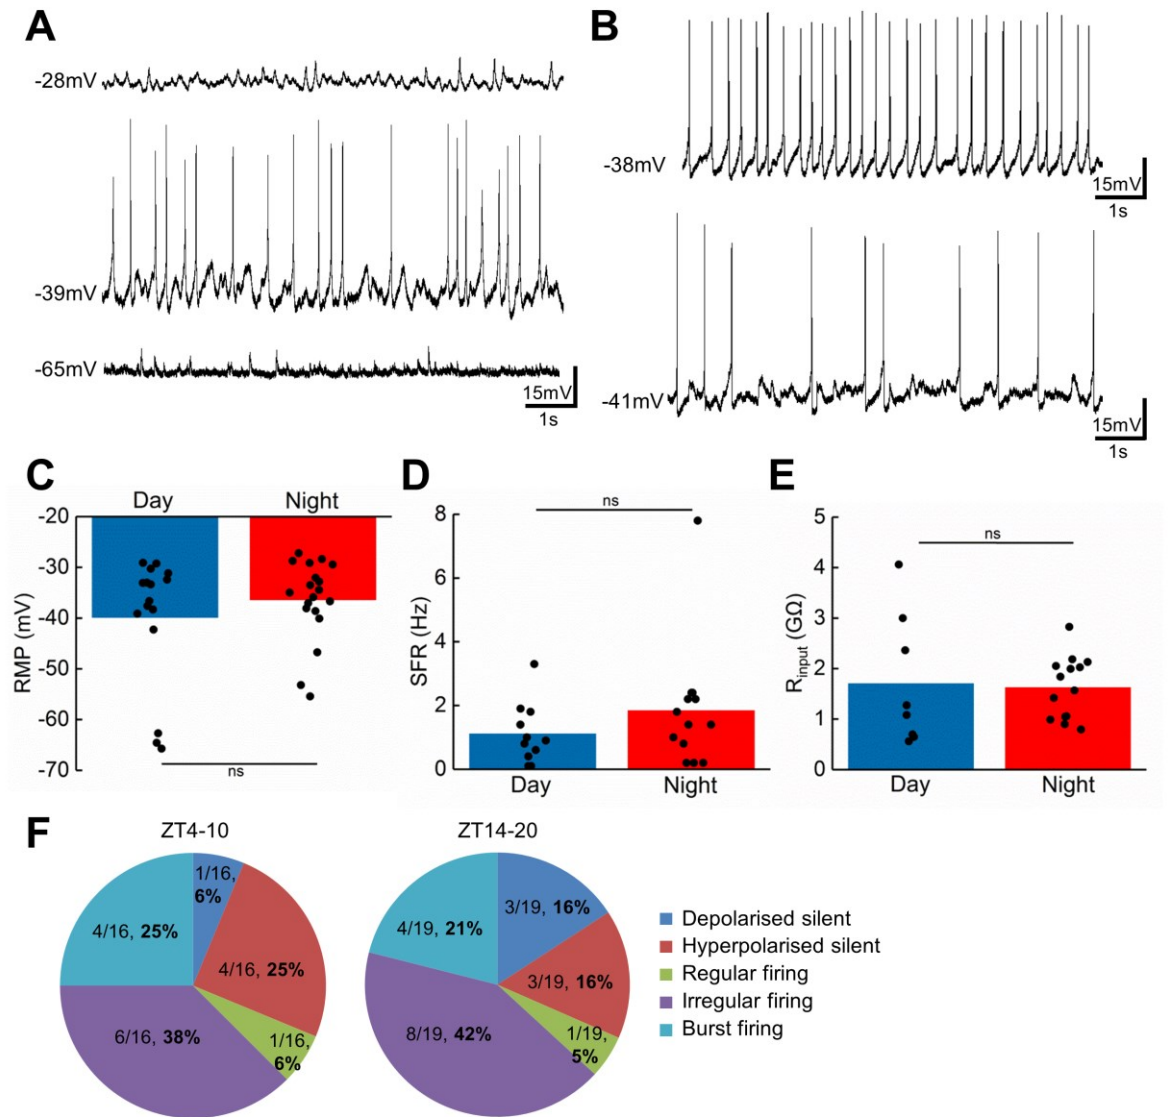 A
-28mV
-39mV
-65mV
15mV
1s
B
-38mV
15mV
1s
-41mV
15mV
1s
C
Day Night
-20
-30
-40
-50
-60
-70
RMP (mV)
ns
D
ns
8
6
4
2
0
SFR (Hz)
Day Night
E
ns
5
4
3
2
1
0
Rinput (GΩ)
Day Night
F
ZT4-10
1/16,
6%
4/16, 25%
4/16, 25%
6/16, 38%
1/16,
6%
ZT14-20
3/19, 16%
4/19, 21%
3/19, 16%
8/19, 42%
1/19,
5%
Depolarised silent
Hyperpolarised silent
Regular firing
Irregular firing
Burst firing